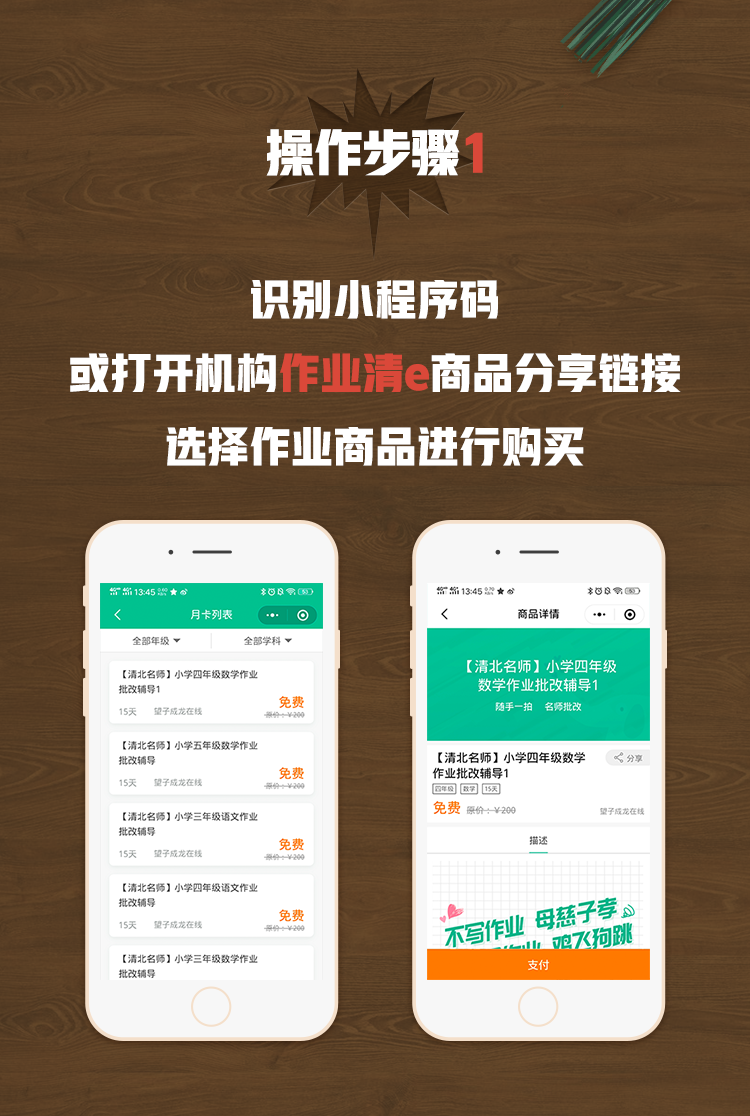 操作步骤1
识别小程序码
或打开机构作业清e商品分享链接
选择作业商品进行购买
13:45
月卡列表
全部年级
全部学科
【清北名师】小学四年级数学作业
批改辅导1
免费
15天 望子成龙在线
原价：￥200
【清北名师】小学五年级数学作业
批改辅导
免费
15天 望子成龙在线
原价：￥200
【清北名师】小学三年级语文作业
批改辅导
免费
15天 望子成龙在线
原价：￥200
【清北名师】小学四年级语文作业
批改辅导
免费
15天 望子成龙在线
原价：￥200
【清北名师】小学三年级数学作业
批改辅导
13:45
商品详情
【清北名师】小学四年级
数学作业批改辅导1
随手一拍 名师批改
【清北名师】小学四年级数学
作业批改辅导1
分享
四年级 数学 15天
免费 原价：￥200
望子成龙在线
描述
不写作业 母慈子孝
写作业 鸡飞狗跳
支付